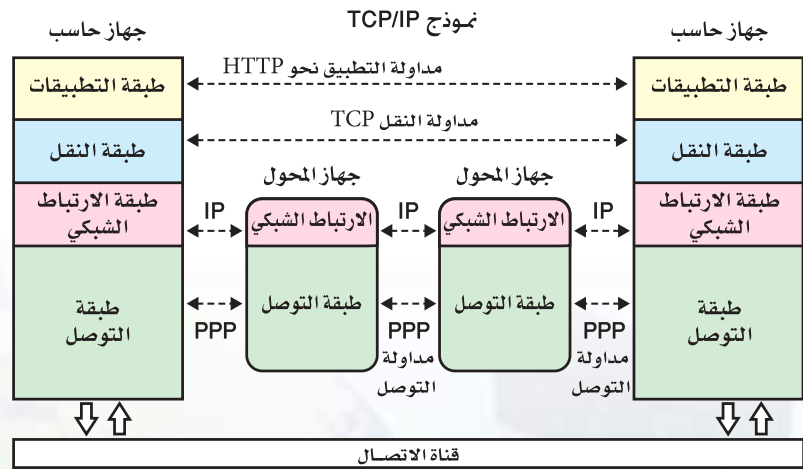 نموذج TCP/IP
جهاز حاسب
جهاز حاسب
طبقة التطبيقات
مداولة التطبيق نحو HTTP
طبقة التطبيقات
طبقة النقل
مداولة النقل TCP
طبقة النقل
جهاز المحول
جهاز المحول
طبقة الارتباط
الشبكي
IP
الارتباط الشبكي
IP
الارتباط الشبكي
IP
طبقة الارتباط
الشبكي
طبقة
التوصل
PPP
مداولة
التوصل
طبقة التوصل
PPP
مداولة
التوصل
طبقة التوصل
PPP
طبقة
التوصل
قناة الاتصال